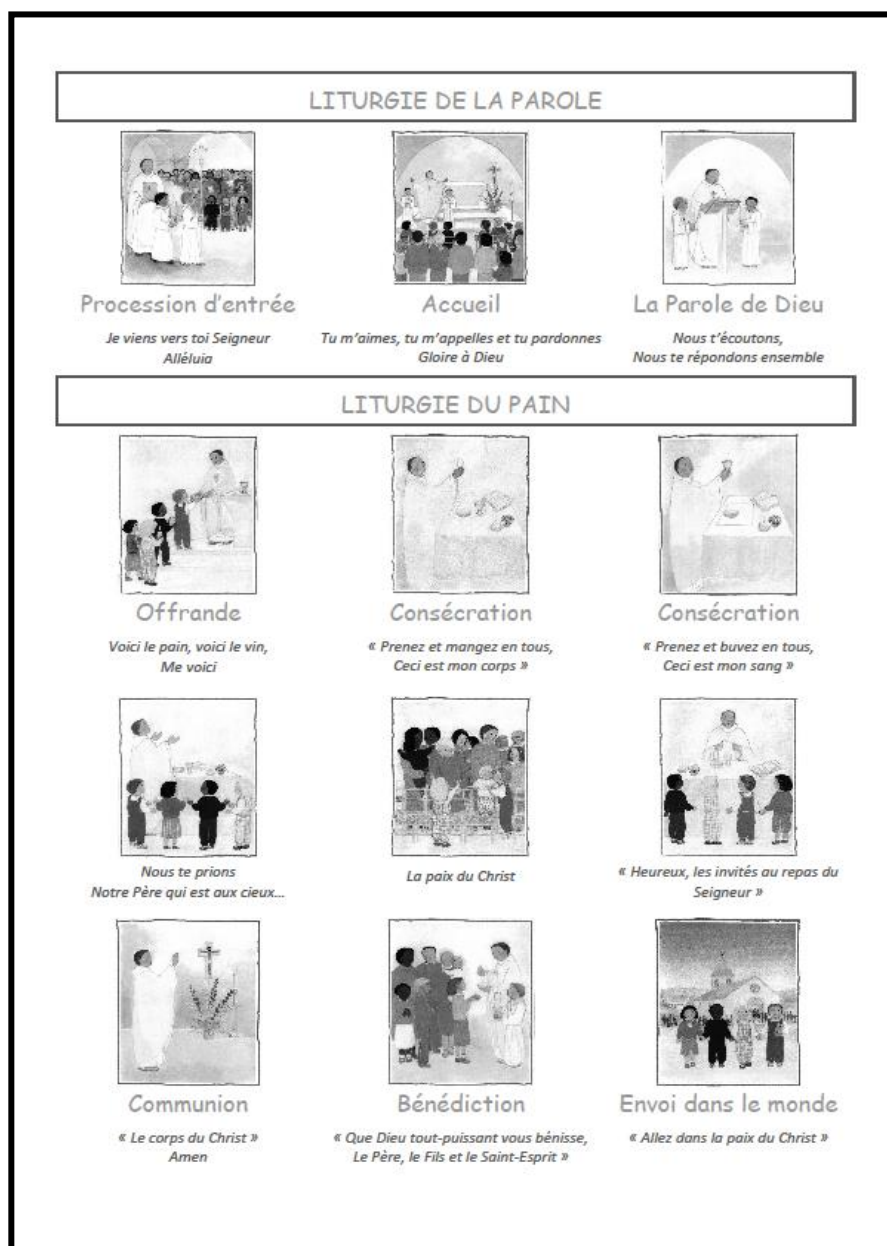 LITURGIE DE LA PAROLE
Procession d’entrée
Je viens vers toi Seigneur
Alléluia
Accueil
Tu m’aimes, tu m’appelles et tu pardonnes
Gloire à Dieu
La Parole de Dieu
Nous t’écoutons,
Nous te répondons ensemble
LITURGIE DU PAIN
Offrande
Voici le pain, voici le vin,
Me voici
Consécration
« Prenez et mangez en tous,
Ceci est mon corps »
Consécration
« Prenez et buvez en tous,
Ceci est mon sang »
Nous te prions
Notre Père qui est aux cieux...
La paix du Christ
« Heureux, les invités au repas du
Seigneur »
Communion
« Le corps du Christ »
Amen
Bénédiction
« Que Dieu tout-puissant vous bénisse,
Le Père, le Fils et le Saint-Esprit »
Envoi dans le monde
« Allez dans la paix du Christ »